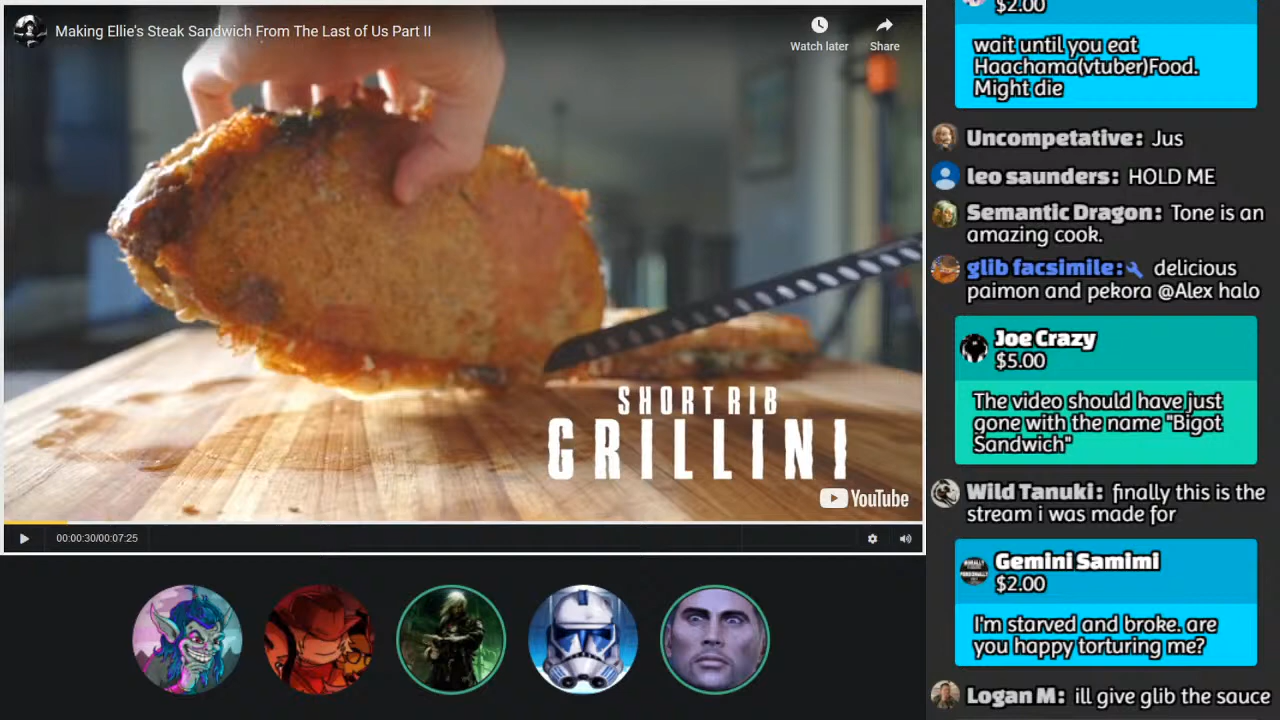 Making Ellie's Steak Sandwich From The Last of Us Part II
Watch later
Share
SHORT RIB
GRILLINI
YouTube
00:00:30/00:07:25
$2.00
wait until you eat
Haachama(vtuber)Food.
Might die
Uncompetative: Jus
leo saunders: HOLD ME
Semantic Dragon: Tone is an
amazing cook.
glib facsimile: delicious
paimon and pekora @Alex halo
Joe Crazy
$5.00
The video should have just
gone with the name "Bigot
Sandwich"
Wild Tanuki: finally this is the
stream i was made for
Gemini Samimi
$2.00
I'm starved and broke. are
you happy torturing me?
Logan M: ill give glib the sauce